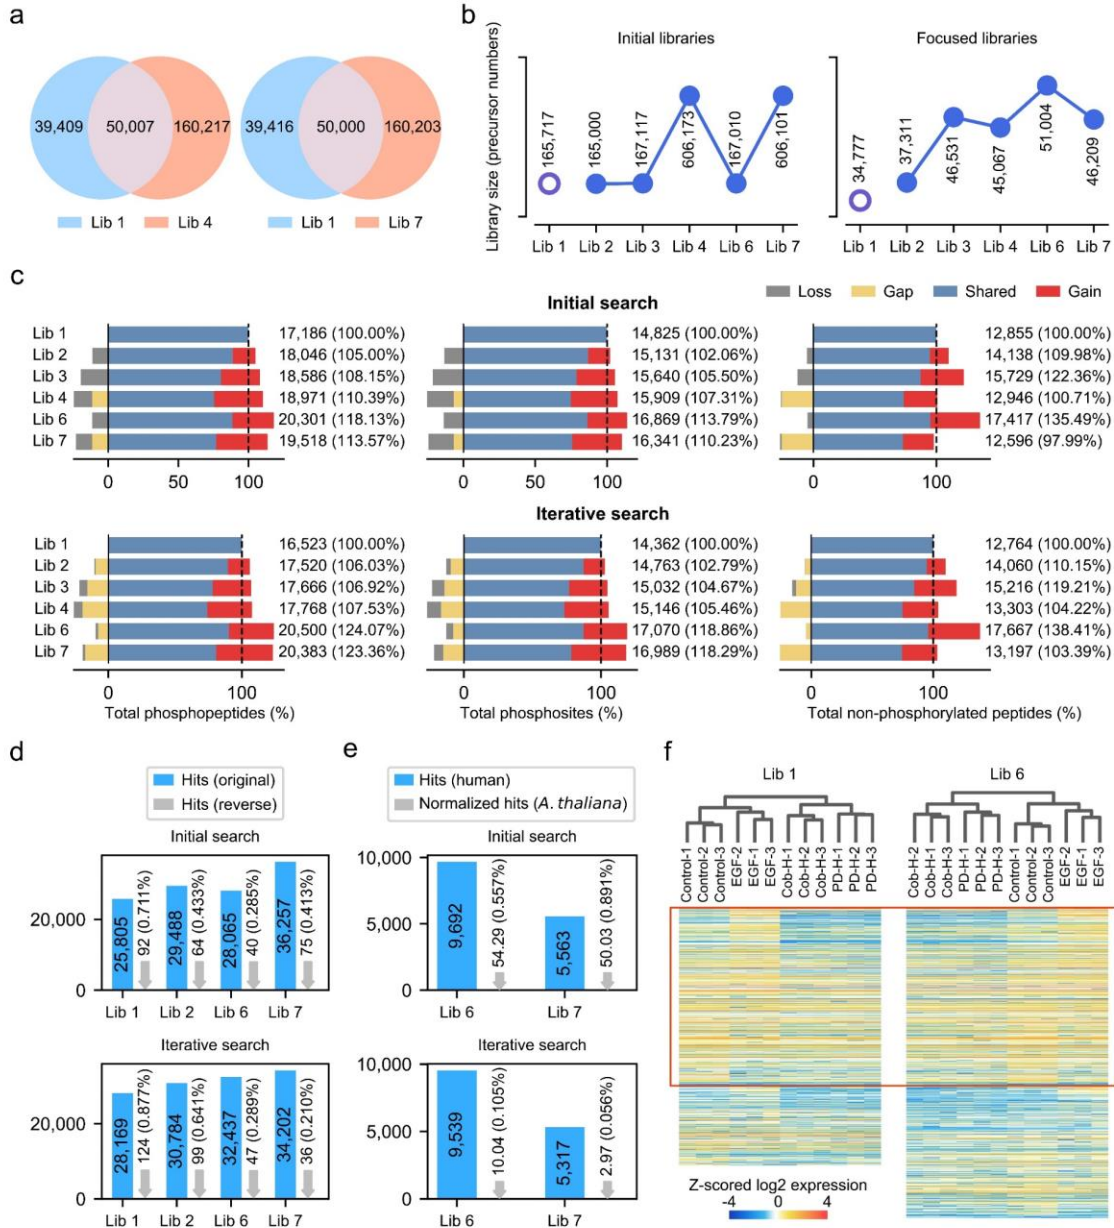 a
39,409 50,007 160,217
39,416 50,000 160,203
Lib 1 Lib 4
Lib 1 Lib 7
b
Initial libraries
Focused libraries
Library size (precursor numbers)
165,717 165,000 167,117 606,173 167,010 606,101
34,777 37,311 46,531 45,067 51,004 46,209
Lib 1 Lib 2 Lib 3 Lib 4 Lib 6 Lib 7
Lib 1 Lib 2 Lib 3 Lib 4 Lib 6 Lib 7
c
Loss Gap Shared Gain
Initial search
Lib 1 17,186 (100.00%) 14,825 (100.00%) 12,855 (100.00%)
Lib 2 18,046 (105.00%) 15,131 (102.06%) 14,138 (109.98%)
Lib 3 18,586 (108.15%) 15,640 (105.50%) 15,729 (122.36%)
Lib 4 18,971 (110.39%) 15,909 (107.31%) 12,946 (100.71%)
Lib 6 20,301 (118.13%) 16,869 (113.79%) 17,417 (135.49%)
Lib 7 19,518 (113.57%) 16,341 (110.23%) 12,596 (97.99%)
0 50 100 0 50 100 0 100
Iterative search
Lib 1 16,523 (100.00%) 14,362 (100.00%) 12,764 (100.00%)
Lib 2 17,520 (106.03%) 14,763 (102.79%) 14,060 (110.15%)
Lib 3 17,666 (106.92%) 15,032 (104.67%) 15,216 (119.21%)
Lib 4 17,768 (107.53%) 15,146 (105.46%) 13,303 (104.22%)
Lib 6 20,500 (124.07%) 17,070 (118.86%) 17,667 (138.41%)
Lib 7 20,383 (123.36%) 16,989 (118.29%) 13,197 (103.39%)
0 100 0 100 0 100
Total phosphopeptides (%) Total phosphosites (%) Total non-phosphorylated peptides (%)
d
Hits (original)
Hits (reverse)
Initial search
20,000
0
25,805 92 (0.711%) 29,488 64 (0.433%) 28,065 40 (0.285%) 36,257 75 (0.413%)
Lib 1 Lib 2 Lib 6 Lib 7
Iterative search
20,000
0
28,169 124 (0.877%) 30,784 99 (0.641%) 32,437 47 (0.289%) 34,202 36 (0.210%)
Lib 1 Lib 2 Lib 6 Lib 7
e
Hits (human)
Normalized hits (A. thaliana)
Initial search
10,000
5,000
0
9,692 54.29 (0.557%) 5,563 50.03 (0.891%)
Lib 6 Lib 7
Iterative search
10,000
5,000
0
9,539 10.04 (0.105%) 5,317 2.97 (0.056%)
Lib 6 Lib 7
f
Lib 1 Lib 6
Control-1 Control-2 Control-3 EGF-2 EGF-1 EGF-3 Cob-H-1 Cob-H-2 Cob-H-3 PD-H-1 PD-H-2 PD-H-3
Cob-H-2 Cob-H-1 Cob-H-3 PD-H-1 PD-H-2 PD-H-3 Control-1 Control-2 Control-3 EGF-2 EGF-1 EGF-3
Z-scored log2 expression
-4 0 4